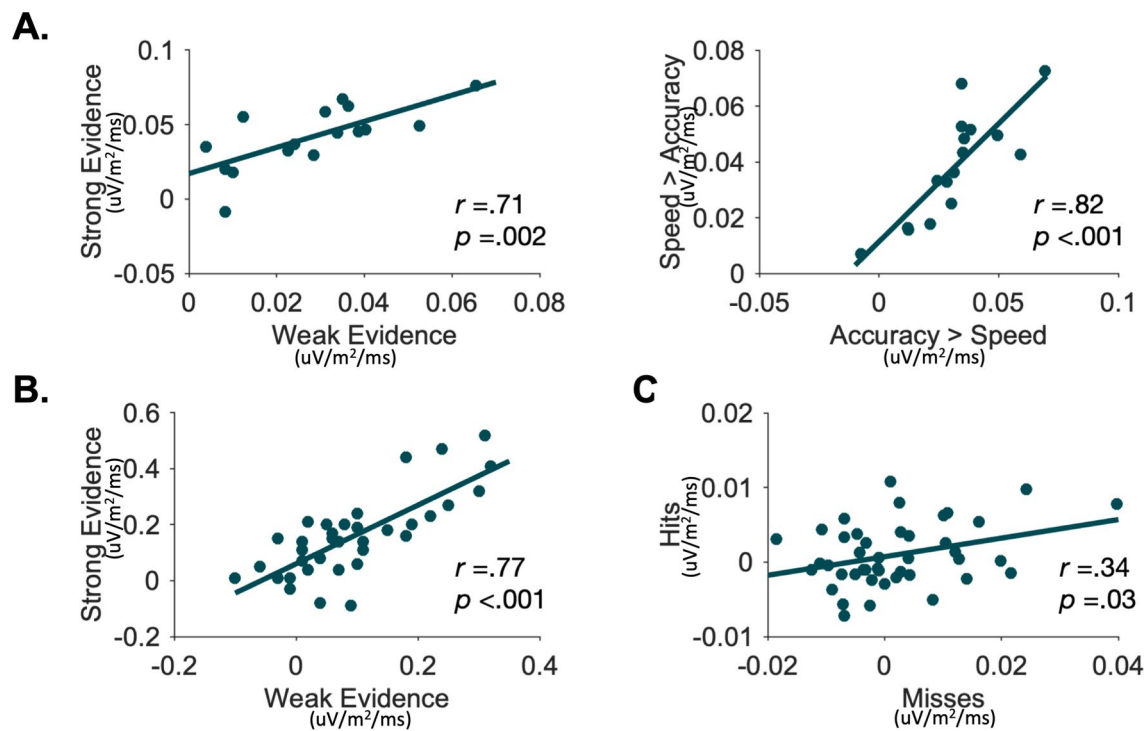 A.
0.1
0.05
0
-0.05
Strong Evidence
(uV/m²/ms)
0
0.02
0.04
0.06
0.08
Weak Evidence
(uV/m²/ms)
r =.71
p =.002
0.08
0.06
0.04
0.02
0
Speed > Accuracy
(uV/m²/ms)
-0.05
0
0.05
0.1
Accuracy > Speed
(uV/m²/ms)
r =.82
p <.001
B.
0.6
0.4
0.2
0
-0.2
Strong Evidence
(uV/m²/ms)
-0.2
0
0.2
0.4
Weak Evidence
(uV/m²/ms)
r =.77
p <.001
C
0.02
0.01
0
-0.01
Hits
(uV/m²/ms)
-0.02
0
0.02
0.04
Misses
(uV/m²/ms)
r =.34
p =.03